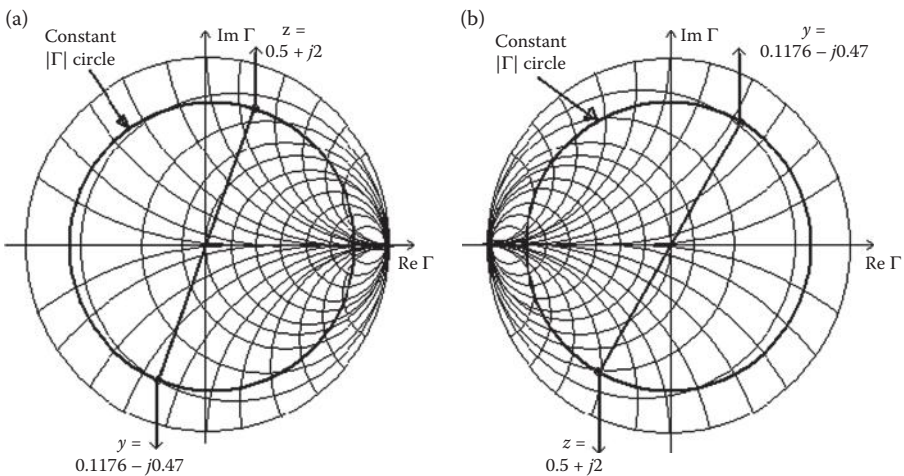 (a)
Constant
|Γ| circle
Im Γ
z =
0.5 + j2
Re Γ
y =
0.1176 – j0.47
(b)
Constant
|Γ| circle
Im Γ
y =
0.1176 – j0.47
Re Γ
z =
0.5 + j2